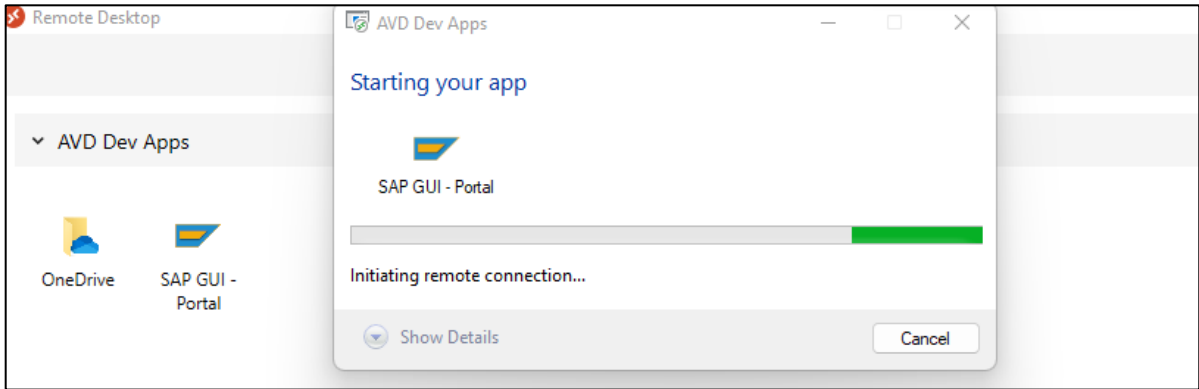 Remote Desktop
AVD Dev Apps
OneDrive
SAP GUI -
Portal
AVD Dev Apps
Starting your app
SAP GUI - Portal
Initiating remote connection...
Show Details
Cancel